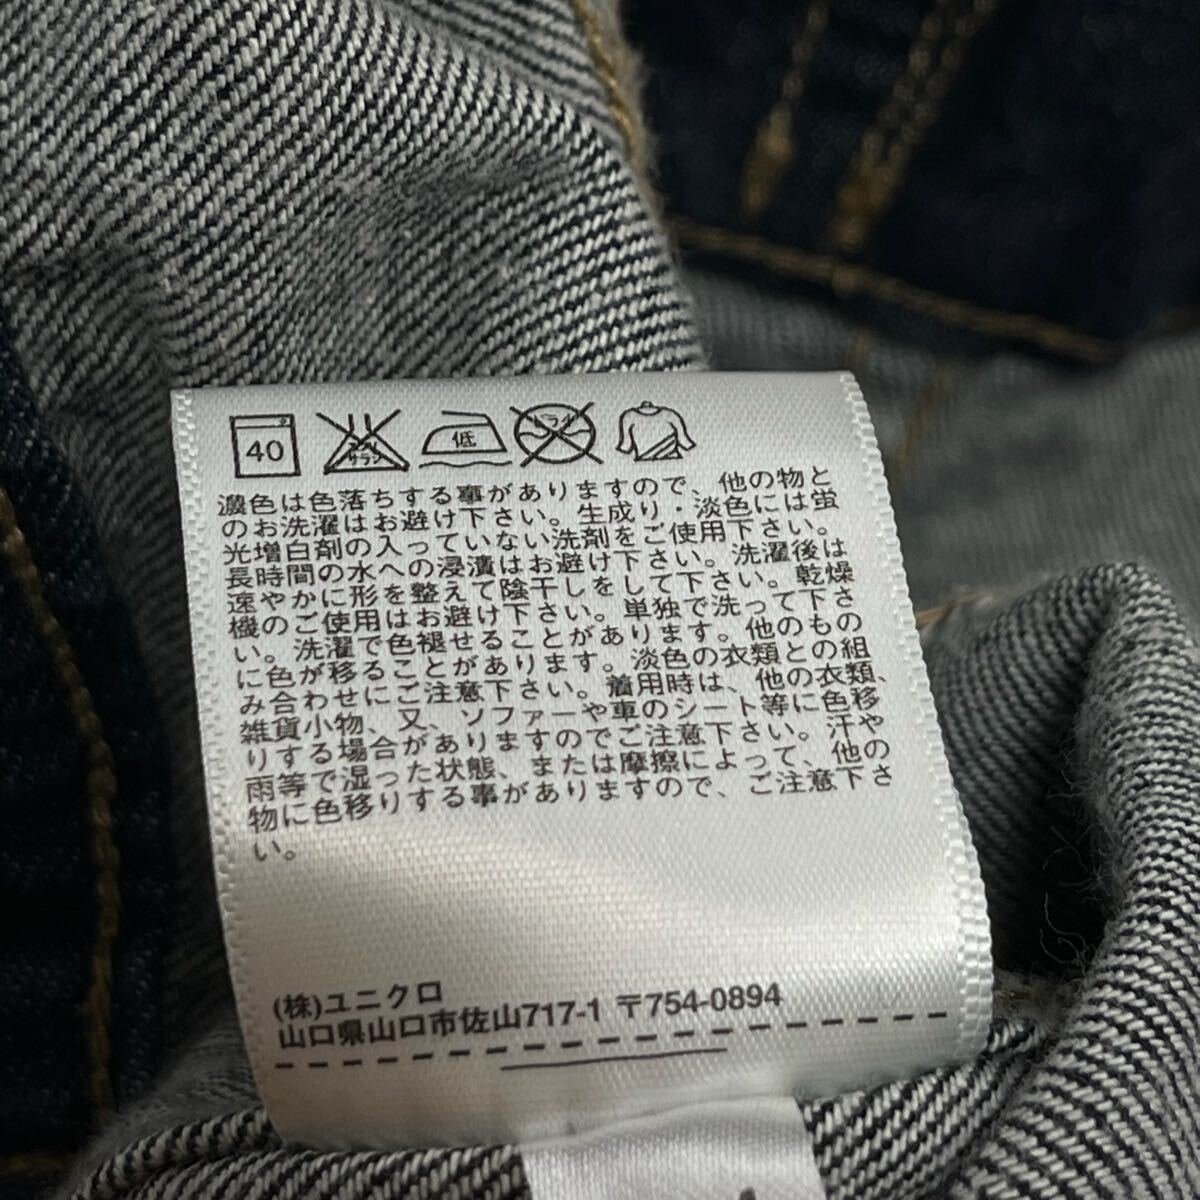 40
エンソ
サラシ
低
ドライ
濃色は色落ちする事がありますので、他の物と
のお洗濯はお避け下さい。生成り・淡色には蛍
光増白剤の入っていない洗剤をご使用下さい。
長時間の水への浸漬はお避け下さい。洗濯後は
速やかに形を整えて陰干しをして下さい。乾燥
機のご使用はお避け下さい。単独で洗って下さ
い。洗濯で色褪せることがあります。他のもの
に色が移ることがあります。淡色の衣類との組
み合わせにご注意下さい。着用時は、他の衣類、
雑貨小物、又、ソファーや車のシート等に色移
りする場合がありますのでご注意下さい。汗や
雨等で湿った状態、または摩擦によって、他の
物に色移りする事がありますので、ご注意下さ
い。
(株)ユニクロ
山口県山口市佐山717-1 〒754-0894